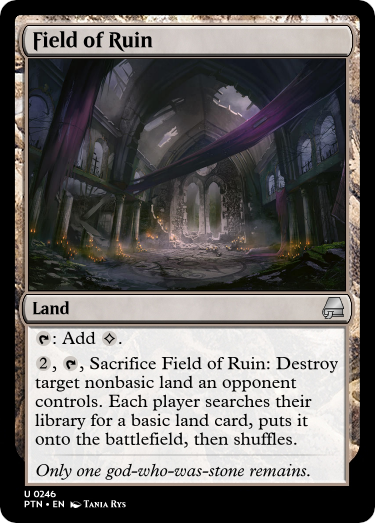 Field of Ruin
Land
: Add .
2, , Sacrifice Field of Ruin: Destroy
target nonbasic land an opponent
controls. Each player searches their
library for a basic land card, puts it
onto the battlefield, then shuffles.
Only one god-who-was-stone remains.
U 0246
PTN • EN Tania Rys